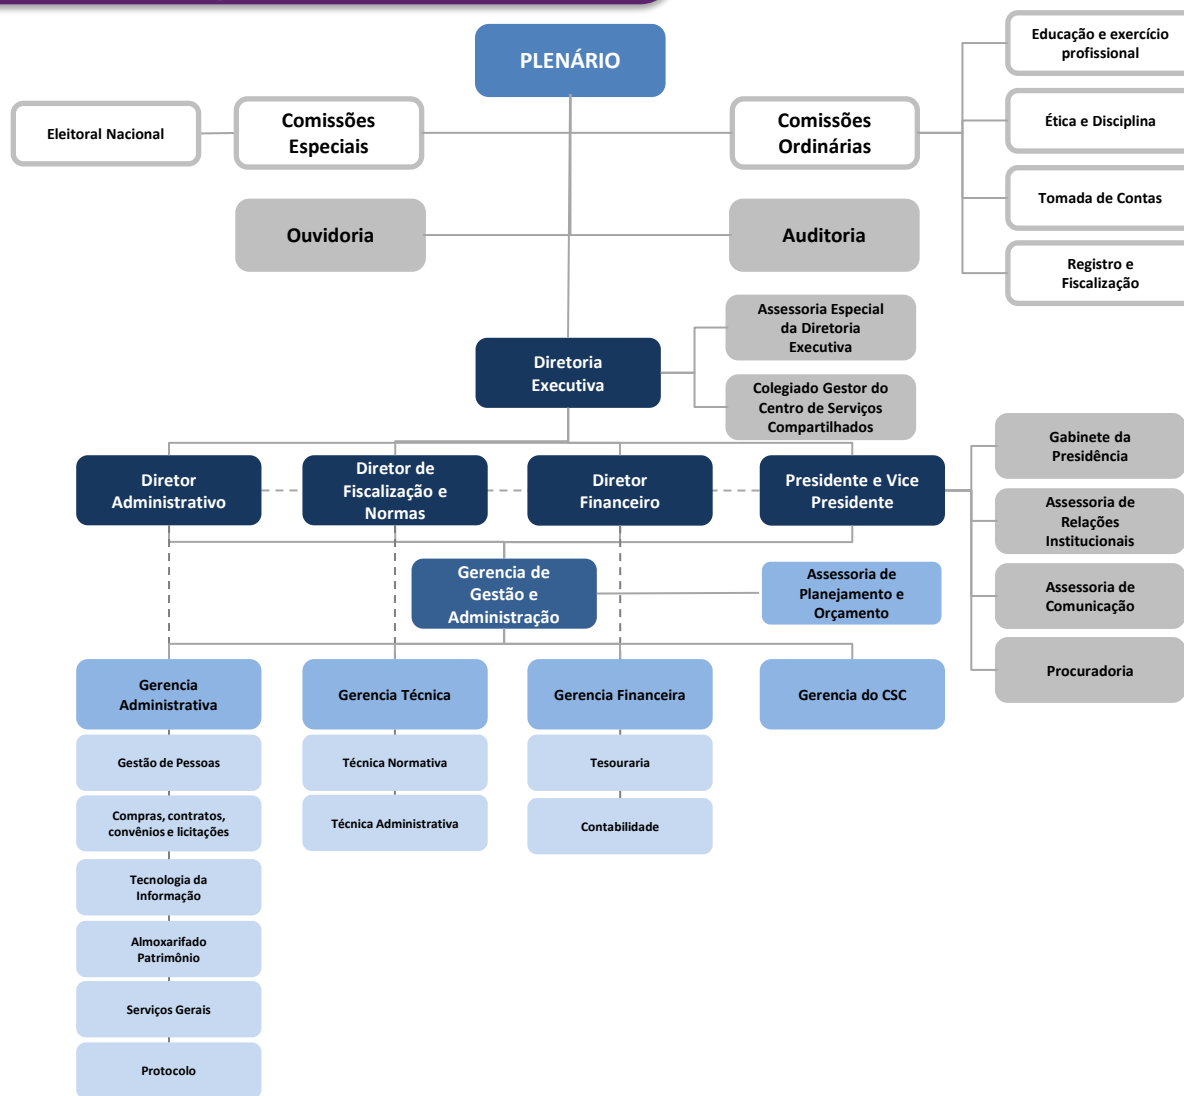 PLENÁRIO
Educação e exercício
profissional
Eleitoral Nacional
Comissões
Especiais
Comissões
Ordinárias
Ética e Disciplina
Tomada de Contas
Ouvidoria
Auditoria
Registro e
Fiscalização
Assessoria Especial
da Diretoria
Executiva
Diretoria
Executiva
Colegiado Gestor do
Centro de Serviços
Compartilhados
Gabinete da
Presidência
Diretor
Administrativo
Diretor de
Fiscalização e
Normas
Diretor
Financeiro
Presidente e Vice
Presidente
Assessoria de
Relações
Institucionais
Gerencia de
Gestão e
Administração
Assessoria de
Planejamento e
Orçamento
Assessoria de
Comunicação
Procuradoria
Gerencia
Administrativa
Gerencia Técnica
Gerencia Financeira
Gerencia do CSC
Gestão de Pessoas
Técnica Normativa
Tesouraria
Compras, contratos,
convênios e licitações
Técnica Administrativa
Contabilidade
Tecnologia da
Informação
Almoxarifado
Patrimônio
Serviços Gerais
Protocolo